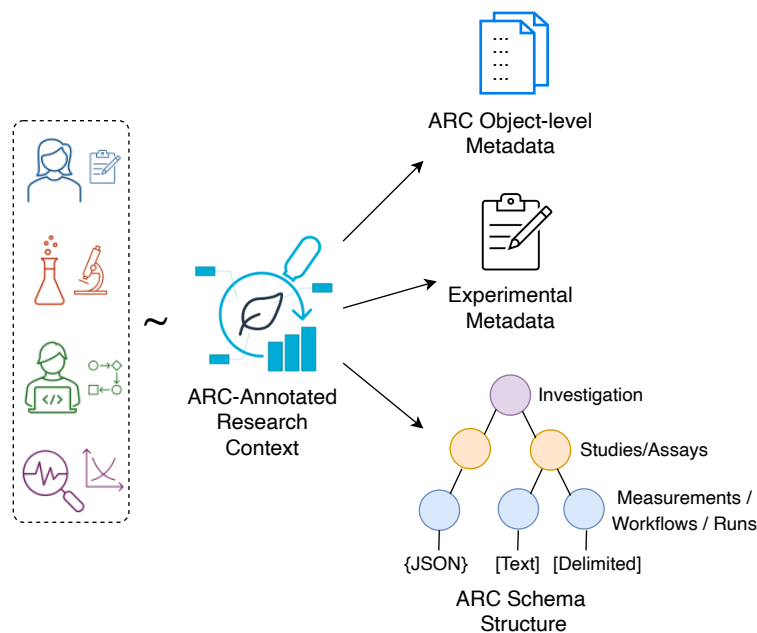 ARC Object-level
Metadata
Experimental
Metadata
~
</>
ARC-Annotated
Research
Context
Investigation
Studies/Assays
Measurements /
Workflows / Runs
{JSON} [Text] [Delimited]
ARC Schema
Structure